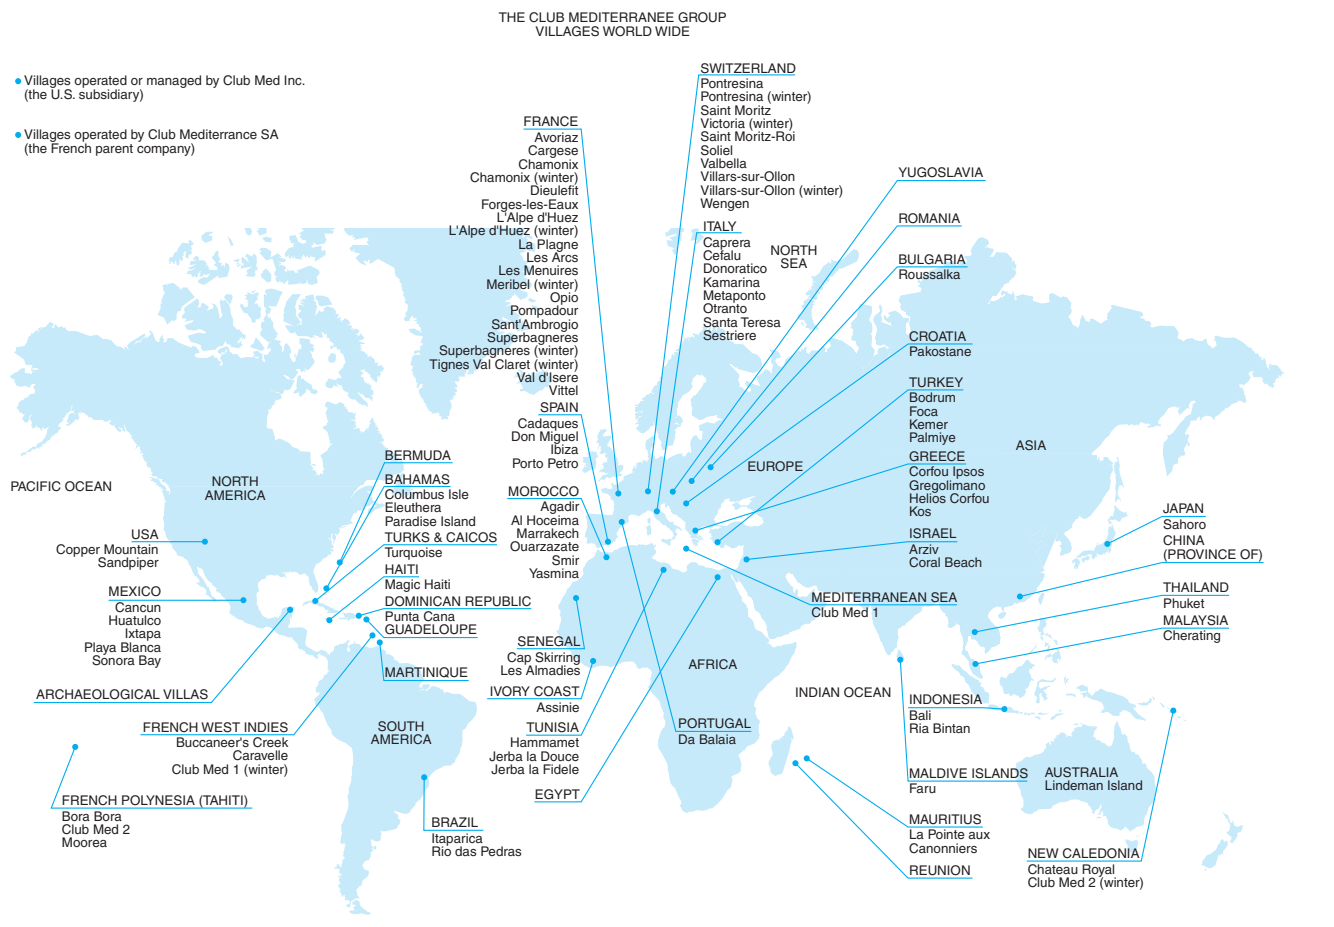 THE CLUB MEDITERRANEE GROUP
VILLAGES WORLD WIDE
Villages operated or managed by Club Med Inc.
(the U.S. subsidiary)
Villages operated by Club Mediterrance SA
(the French parent company)
SWITZERLAND
Pontresina
Pontresina (winter)
Saint Moritz
Victoria (winter)
Saint Moritz-Roi
Soliel
Valbella
Villars-sur-Ollon
Villars-sur-Ollon (winter)
Wengen
FRANCE
Avoriaz
Cargese
Chamonix
Chamonix (winter)
Dieulefit
Forges-les-Eaux
L'Alpe d'Huez
L'Alpe d'Huez (winter)
La Plagne
Les Arcs
Les Menuires
Meribel (winter)
Opio
Pompadour
Sant'Ambrogio
Superbagneres
Superbagneres (winter)
Tignes Val Claret (winter)
Val d'Isere
Vittel
ITALY
Caprera
Cefalu
Donoratico
Kamarina
Metaponto
Otranto
Santa Teresa
Sestriere
NORTH
SEA
YUGOSLAVIA
ROMANIA
BULGARIA
Roussalka
CROATIA
Pakostane
TURKEY
Bodrum
Foca
Kemer
Palmiye
GREECE
Corfou Ipsos
Gregolimano
Helios Corfou
Kos
ISRAEL
Arziv
Coral Beach
MEDITERRANEAN SEA
Club Med 1
EUROPE
ASIA
SPAIN
Cadaques
Don Miguel
Ibiza
Porto Petro
MOROCCO
Agadir
Al Hoceima
Marrakech
Ouarzazate
Smir
Yasmina
SENEGAL
Cap Skirring
Les Almadies
IVORY COAST
Assinie
TUNISIA
Hammamet
Jerba la Douce
Jerba la Fidele
EGYPT
PORTUGAL
Da Balaia
AFRICA
PACIFIC OCEAN
NORTH
AMERICA
USA
Copper Mountain
Sandpiper
MEXICO
Cancun
Huatulco
Ixtapa
Playa Blanca
Sonora Bay
ARCHAEOLOGICAL VILLAS
FRENCH WEST INDIES
Buccaneer's Creek
Caravelle
Club Med 1 (winter)
FRENCH POLYNESIA (TAHITI)
Bora Bora
Club Med 2
Moorea
BERMUDA
BAHAMAS
Columbus Isle
Eleuthera
Paradise Island
TURKS & CAICOS
Turquoise
HAITI
Magic Haiti
DOMINICAN REPUBLIC
Punta Cana
GUADELOUPE
MARTINIQUE
SOUTH
AMERICA
BRAZIL
Itaparica
Rio das Pedras
JAPAN
Sahoro
CHINA
(PROVINCE OF)
THAILAND
Phuket
MALAYSIA
Cherating
INDIAN OCEAN
INDONESIA
Bali
Ria Bintan
MALDIVE ISLANDS
Faru
MAURITIUS
La Pointe aux
Canonniers
REUNION
AUSTRALIA
Lindeman Island
NEW CALEDONIA
Chateau Royal
Club Med 2 (winter)